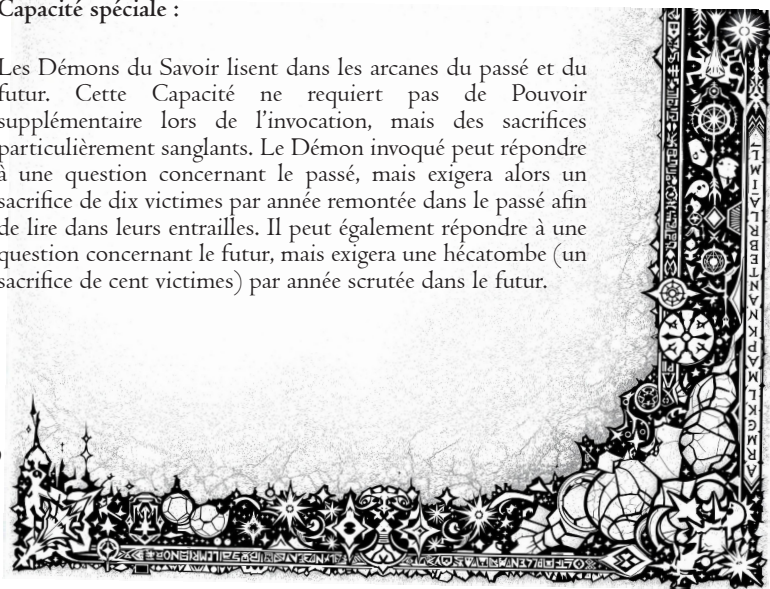 Capacité spéciale :
Les Démons du Savoir lisent dans les arcanes du passé et du
futur. Cette Capacité ne requiert pas de Pouvoir
supplémentaire lors de l’invocation, mais des sacrifices
particulièrement sanglants. Le Démon invoqué peut répondre
à une question concernant le passé, mais exigera alors un
sacrifice de dix victimes par année remontée dans le passé afin
de lire dans leurs entrailles. Il peut également répondre à une
question concernant le futur, mais exigera une hécatombe (un
sacrifice de cent victimes) par année scrutée dans le futur.